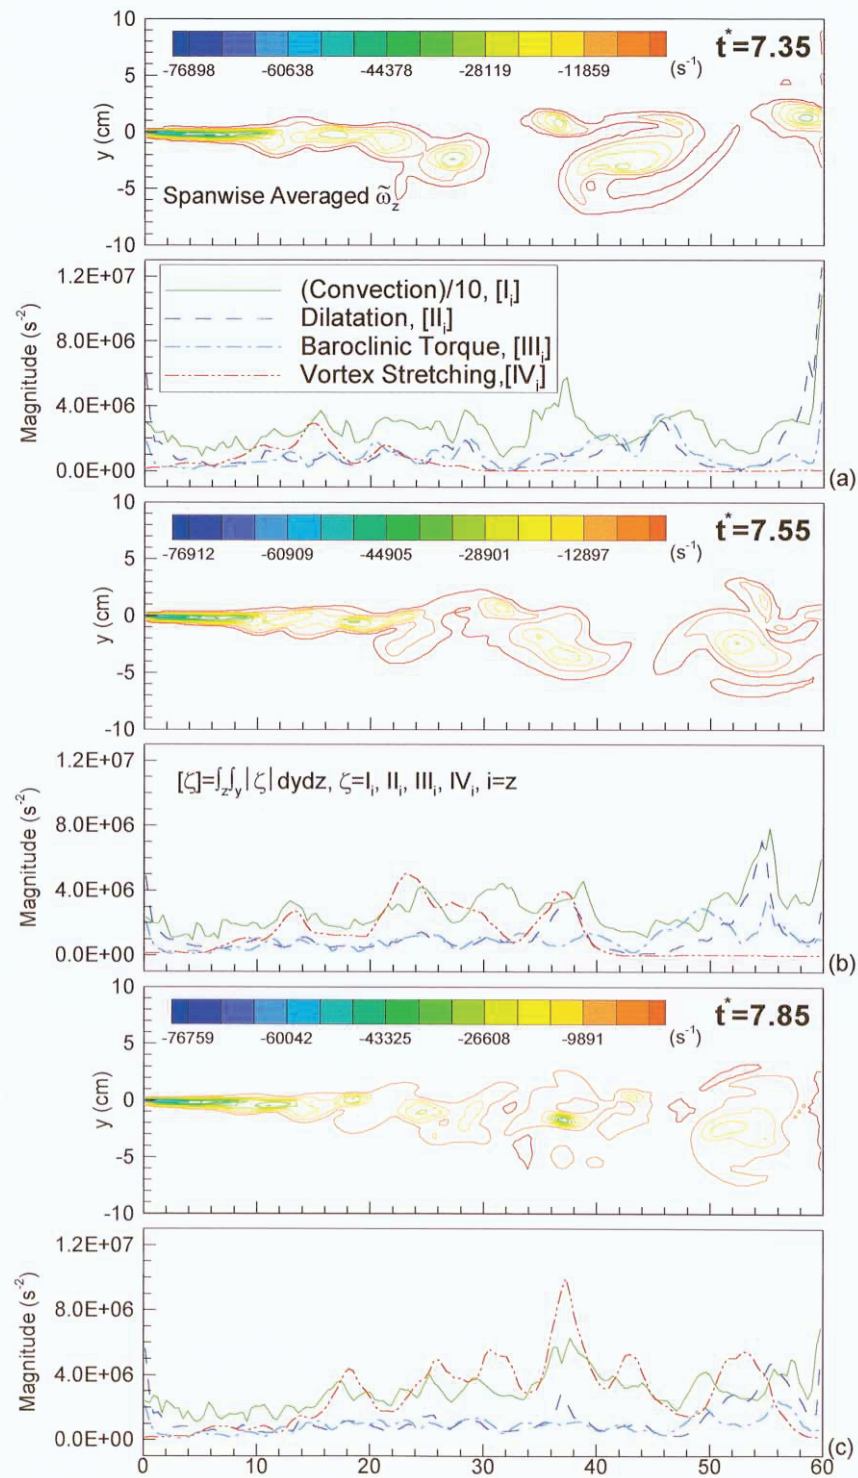 10
5
0
-5
-10
y (cm)
t*=7.35
-76898 -60638 -44378 -28119 -11859 (s⁻¹)
Spanwise Averaged ω̃z
1.2E+07
8.0E+06
4.0E+06
0.0E+00
Magnitude (s⁻²)
(Convection)/10, [Iᵢ]
Dilatation, [IIᵢ]
Baroclinic Torque, [IIIᵢ]
Vortex Stretching,[IVᵢ]
(a)
10
5
0
-5
-10
y (cm)
t*=7.55
-76912 -60909 -44905 -28901 -12897 (s⁻¹)
1.2E+07
8.0E+06
4.0E+06
0.0E+00
Magnitude (s⁻²)
[ζ]=∫z∫y|ζ|dydz, ζ=Iᵢ, IIᵢ, IIIᵢ, IVᵢ, i=z
(b)
10
5
0
-5
-10
y (cm)
t*=7.85
-76759 -60042 -43325 -26608 -9891 (s⁻¹)
1.2E+07
8.0E+06
4.0E+06
0.0E+00
Magnitude (s⁻²)
(c)
0 10 20 30 40 50 60